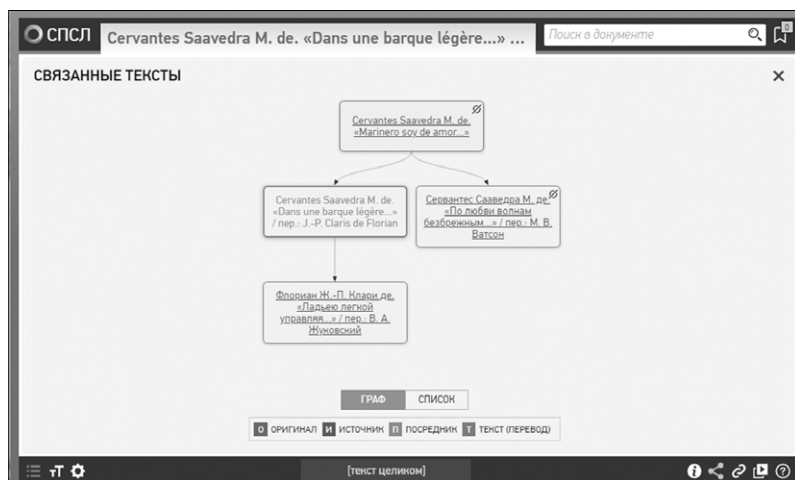 СПСЛ
Cervantes Saavedra M. de. «Dans une barque légère...» ...
Поиск в документе
0
СВЯЗАННЫЕ ТЕКСТЫ
Cervantes Saavedra M. de.
«Marinero soy de amor...»
Cervantes Saavedra M. de.
«Dans une barque légère...»
/ пер.: J.-P. Claris de Florian
Сервантес Сааведра М. де.
«По любви волнам
безбрежным...» / пер.: М. В.
Ватсон
Флориан Ж.-П. Клари де.
«Ладьею легкой
управляя...» / пер.: В. А.
Жуковский
ГРАФ СПИСОК
О ОРИГИНАЛ И ИСТОЧНИК П ПОСРЕДНИК Т ТЕКСТ (ПЕРЕВОД)
тТ
[текст целиком]